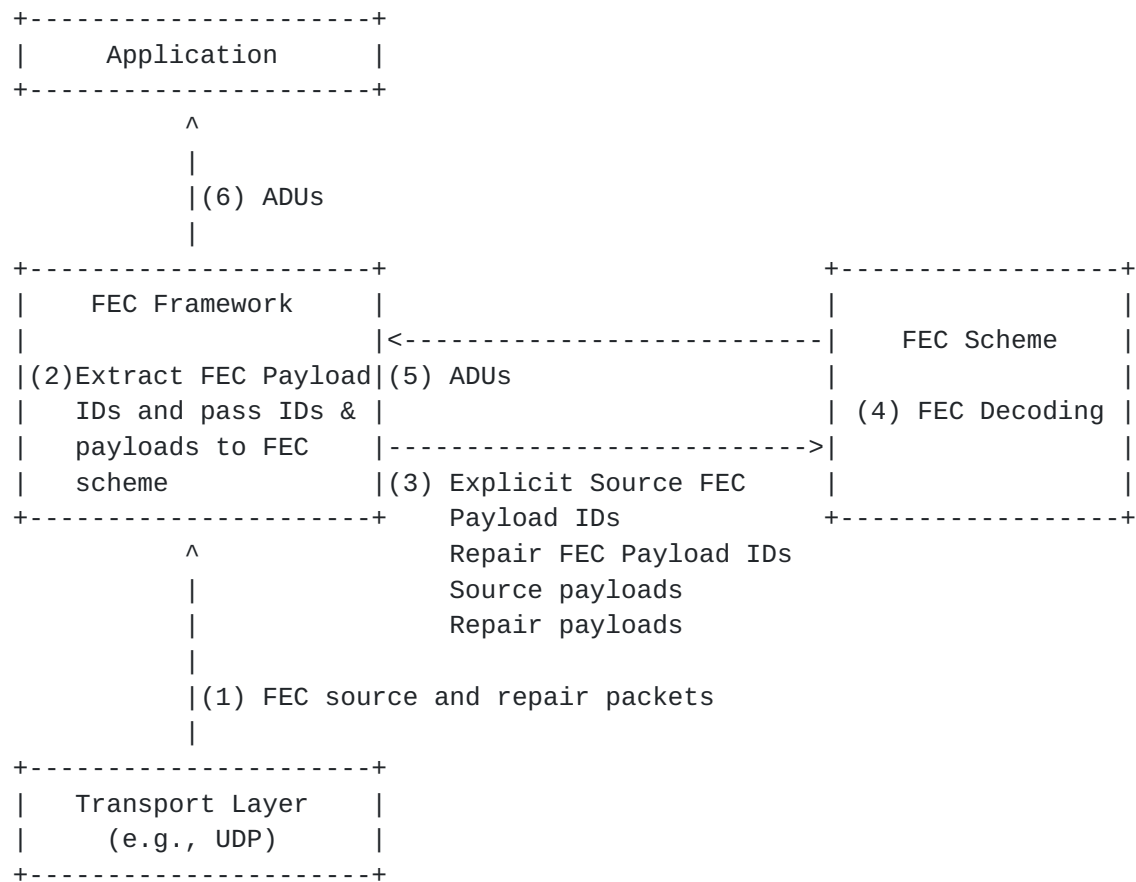 +----------------------+
|     Application      |
+----------------------+
           ^
           |
           |(6) ADUs
           |
+----------------------+                            +------------------+
|    FEC Framework     |                            |                  |
|                      |<---------------------------|    FEC Scheme    |
|(2)Extract FEC Payload|(5) ADUs                    |                  |
|   IDs and pass IDs & |                            | (4) FEC Decoding |
|   payloads to FEC    |--------------------------->|                  |
|   scheme             |(3) Explicit Source FEC     |                  |
+----------------------+    Payload IDs             +------------------+
           ^                Repair FEC Payload IDs
           |                Source payloads
           |                Repair payloads
           |
           |(1) FEC source and repair packets
           |
+----------------------+
|   Transport Layer    |
|     (e.g., UDP)      |
+----------------------+